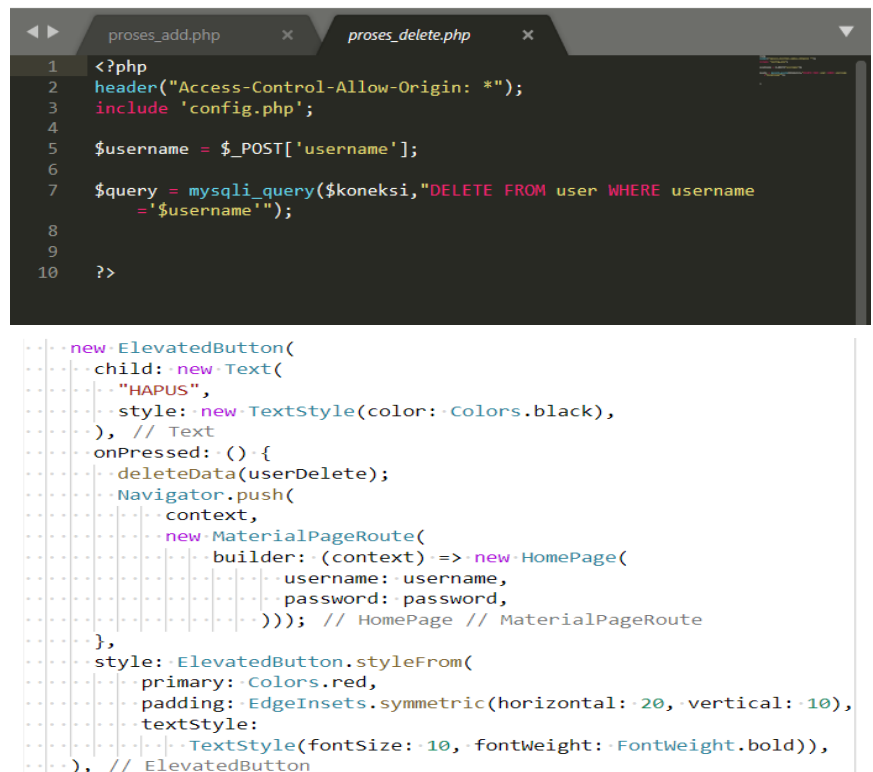 proses_add.php × proses_delete.php ×
1 <?php
2 header("Access-Control-Allow-Origin: *");
3 include 'config.php';
4
5 $username = $_POST['username'];
6
7 $query = mysqli_query($koneksi,"DELETE FROM user WHERE username
='$username'");
8
9
10 ?>
new ElevatedButton(
child: new Text(
"HAPUS",
style: new TextStyle(color: Colors.black),
), // Text
onPressed: () {
deleteData(userDelete);
Navigator.push(
context,
new MaterialPageRoute(
builder: (context) => new HomePage(
username: username,
password: password,
))); // HomePage // MaterialPageRoute
},
style: ElevatedButton.styleFrom(
primary: Colors.red,
padding: EdgeInsets.symmetric(horizontal: 20, vertical: 10),
textStyle:
TextStyle(fontSize: 10, fontWeight: FontWeight.bold)),
), // ElevatedButton